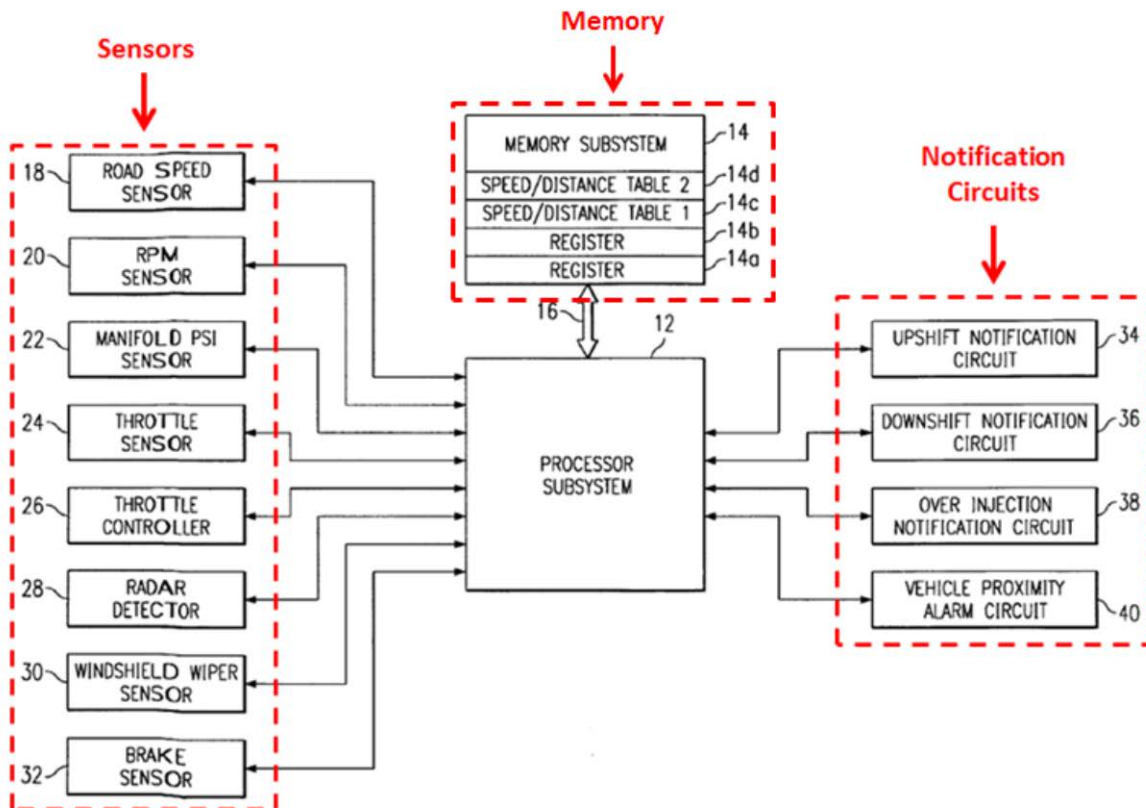 Memory
Sensors
Notification
Circuits
MEMORY SUBSYSTEM
14
SPEED/DISTANCE TABLE 2
14d
SPEED/DISTANCE TABLE 1
14c
REGISTER
14b
REGISTER
14a
16
12
PROCESSOR
SUBSYSTEM
18
ROAD SPEED
SENSOR
20
RPM
SENSOR
22
MANIFOLD PSI
SENSOR
24
THROTTLE
SENSOR
26
THROTTLE
CONTROLLER
28
RADAR
DETECTOR
30
WINDSHIELD WIPER
SENSOR
32
BRAKE
SENSOR
UPSHIFT NOTIFICATION
CIRCUIT
34
DOWNSHIFT NOTIFICATION
CIRCUIT
36
OVER INJECTION
NOTIFICATION CIRCUIT
38
VEHICLE PROXIMITY
ALARM CIRCUIT
40